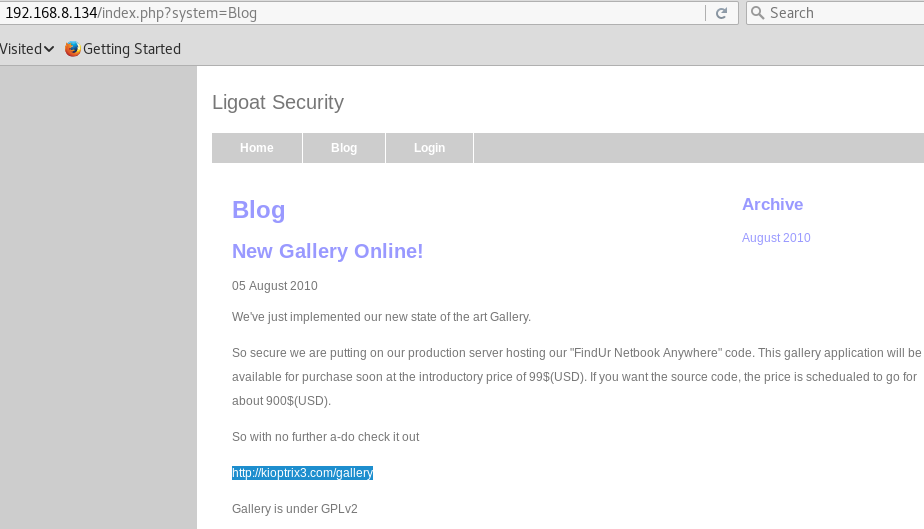 192.168.8.134/index.php?system=Blog
Search
Visited
Getting Started
Ligoat Security
Home
Blog
Login
Blog
Archive
New Gallery Online!
August 2010
05 August 2010
We've just implemented our new state of the art Gallery.
So secure we are putting on our production server hosting our "FindUr Netbook Anywhere" code. This gallery application will be
available for purchase soon at the introductory price of 99$(USD). If you want the source code, the price is schedualed to go for
about 900$(USD).
So with no further a-do check it out
http://kioptrix3.com/gallery
Gallery is under GPLv2